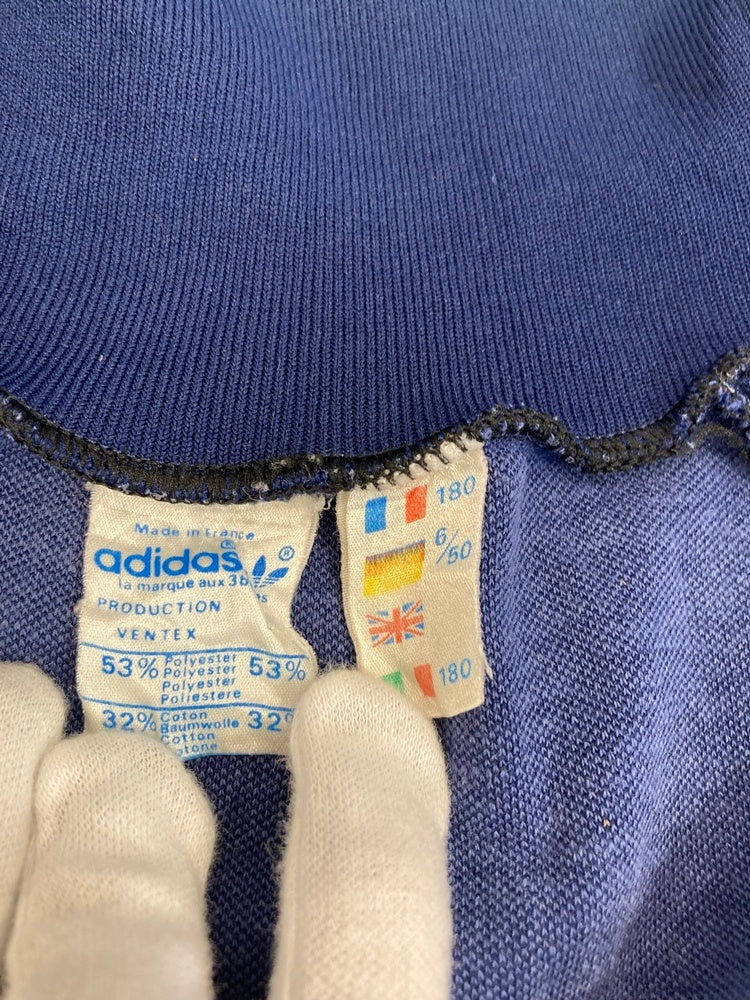 Made in France
adidas ®
la marque aux 3 b
PRODUCTION
VENTEX
53% Polyester 53%
Polyester
Polyester
Poliestere
32% Coton 32
Baumwolle
Cotton
180
6/50
180